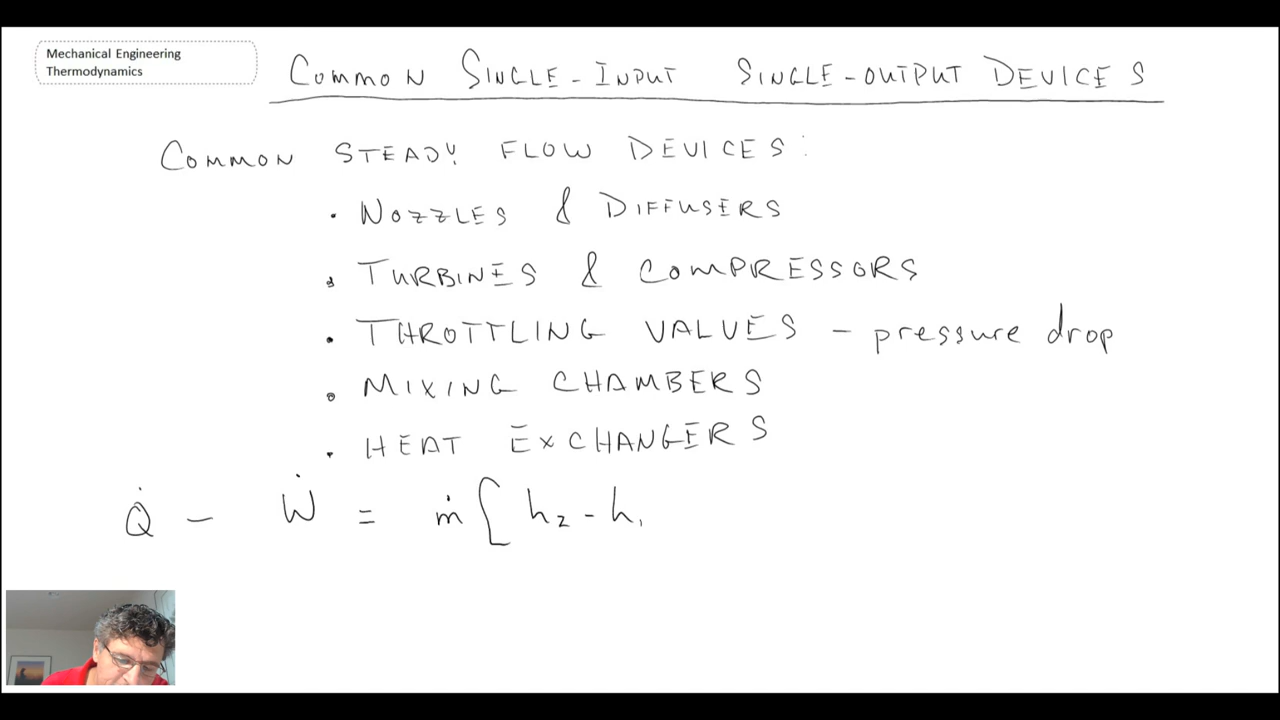 Mechanical Engineering
Thermodynamics
COMMON SINGLE-INPUT SINGLE-OUTPUT DEVICES
COMMON STEADY FLOW DEVICES:
• NOZZLES & DIFFUSERS
• TURBINES & COMPRESSORS
• THROTTLING VALVES - pressure drop
• MIXING CHAMBERS
• HEAT EXCHANGERS
Q̇ - Ẇ = ṁ [ h₂ - h₁